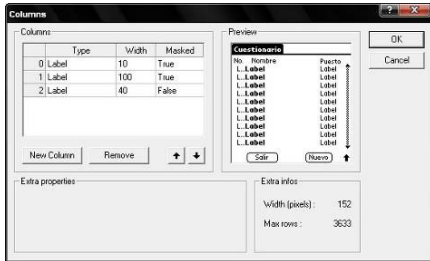 Columns
Columns
Type Width Masked
0 Label 10 True
1 Label 100 True
2 Label 40 False
New Column Remove
Preview
Cuestionario
No. Nombre Puesto
L...Label Label
L...Label Label
L...Label Label
L...Label Label
L...Label Label
L...Label Label
L...Label Label
L...Label Label
L...Label Label
Salir Nuevo
OK
Cancel
Extra properties
Extra infos
Width (pixels) : 152
Max rows : 3633